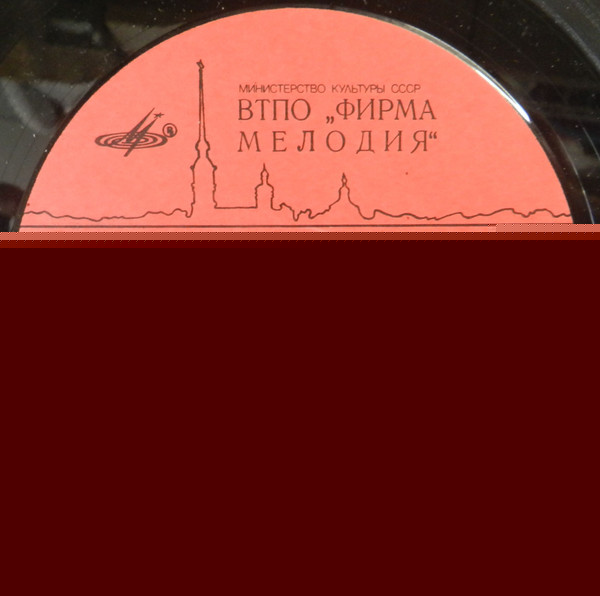 МИНИСТЕРСТВО КУЛЬТУРЫ СССР
ВТПО „ФИРМА
МЕЛОДИЯ“